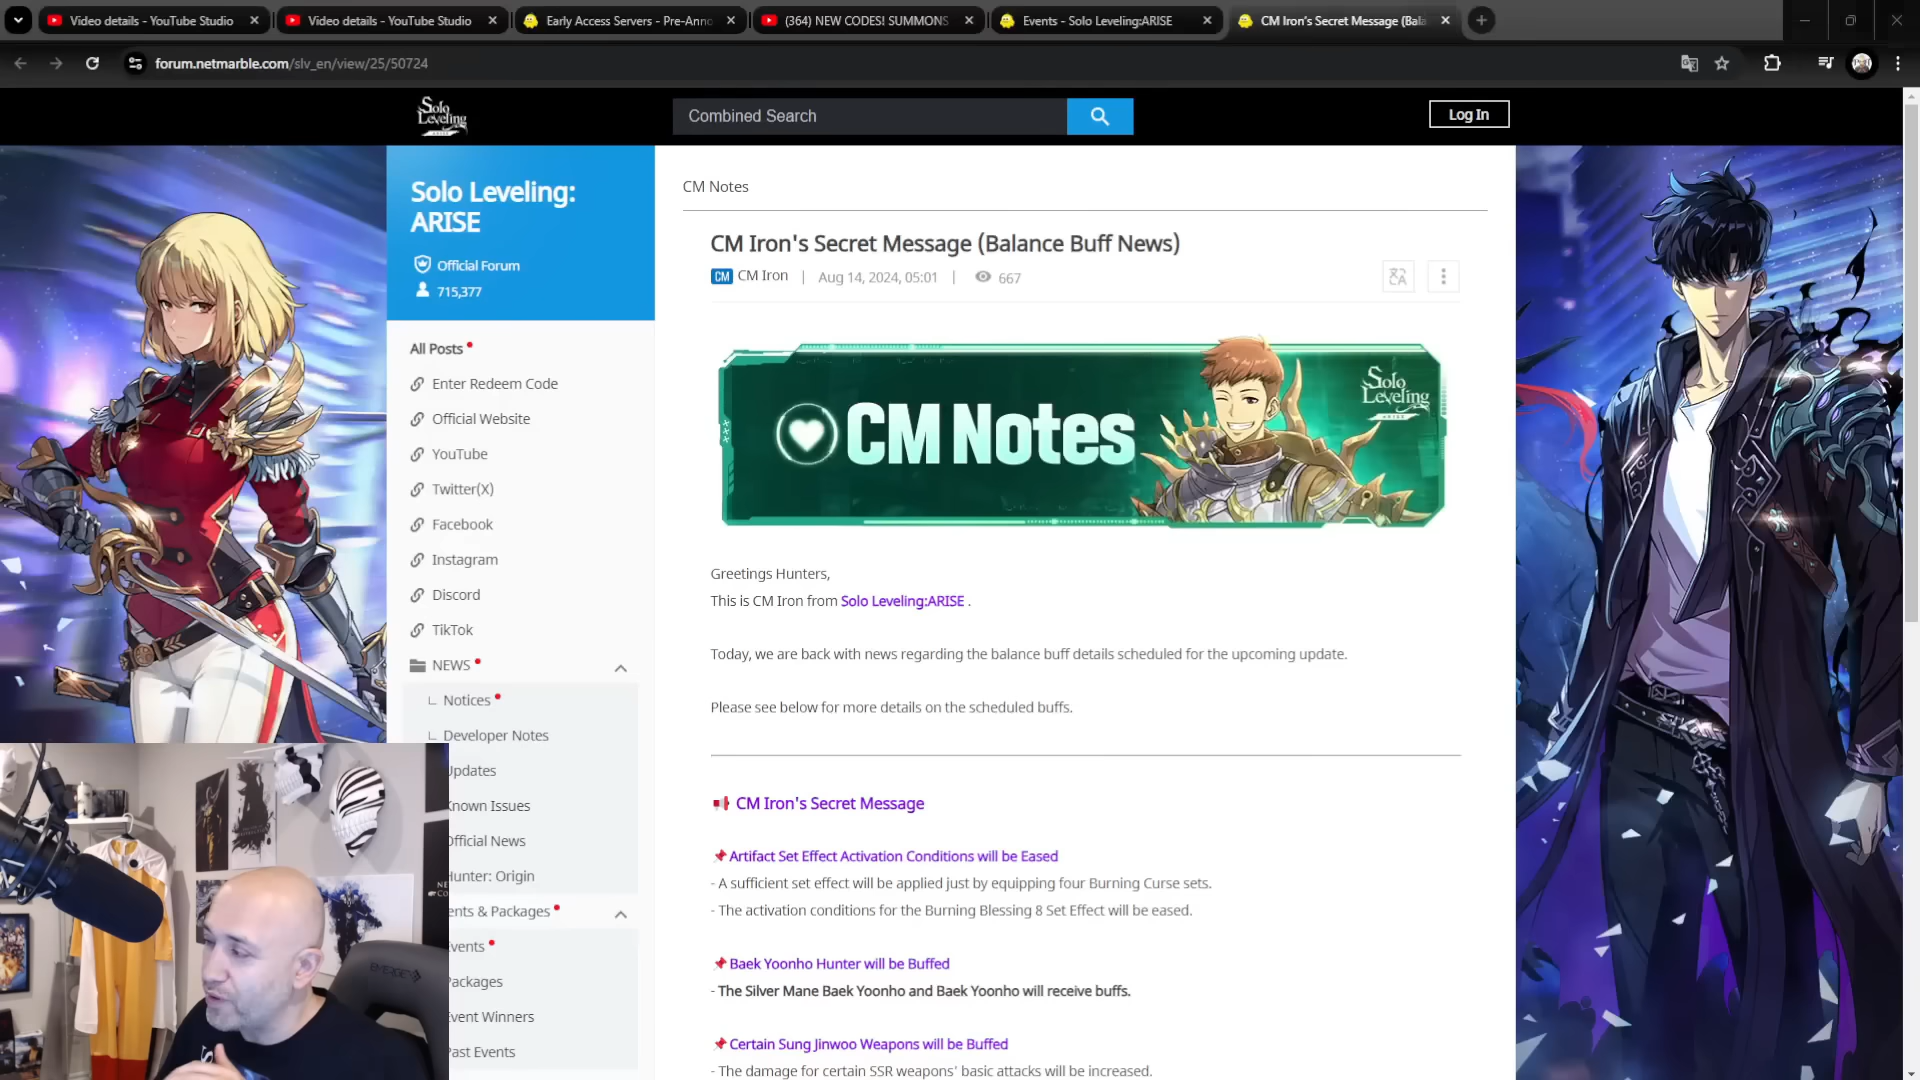 Video details - YouTube Studio
Video details - YouTube Studio
Early Access Servers - Pre-Anno
(364) NEW CODES! SUMMONS
Events - Solo Leveling:ARISE
CM Iron's Secret Message (Bala
forum.netmarble.com/slv_en/view/25/50724
Solo Leveling
ARISE
Combined Search
Log In
Solo Leveling:
ARISE
Official Forum
715,377
All Posts
Enter Redeem Code
Official Website
YouTube
Twitter(X)
Facebook
Instagram
Discord
TikTok
NEWS
Notices
Developer Notes
Updates
Known Issues
Official News
Hunter: Origin
ents & Packages
Events
Packages
Event Winners
Past Events
CM Notes
CM Iron's Secret Message (Balance Buff News)
CM CM Iron | Aug 14, 2024, 05:01 | 667
CM Notes
Solo Leveling
ARISE
Greetings Hunters,
This is CM Iron from Solo Leveling:ARISE .
Today, we are back with news regarding the balance buff details scheduled for the upcoming update.
Please see below for more details on the scheduled buffs.
CM Iron's Secret Message
Artifact Set Effect Activation Conditions will be Eased
- A sufficient set effect will be applied just by equipping four Burning Curse sets.
- The activation conditions for the Burning Blessing 8 Set Effect will be eased.
Baek Yoonho Hunter will be Buffed
- The Silver Mane Baek Yoonho and Baek Yoonho will receive buffs.
Certain Sung Jinwoo Weapons will be Buffed
- The damage for certain SSR weapons' basic attacks will be increased.